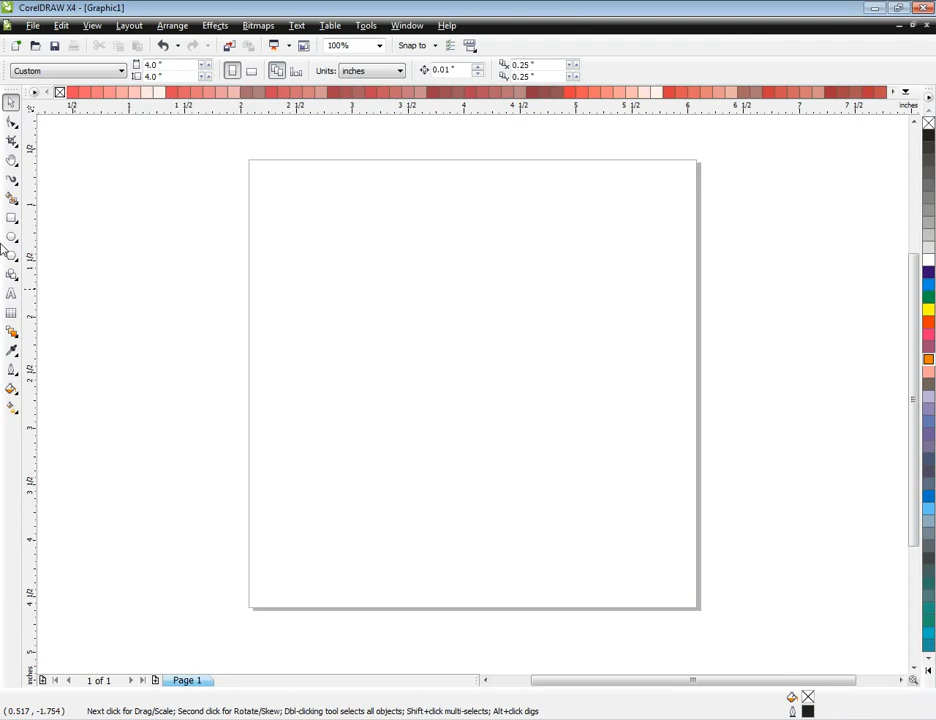 CorelDRAW X4 - [Graphic1]
File Edit View Layout Arrange Effects Bitmaps Text Table Tools Window Help
100% Snap to
Custom 4.0 " 4.0 " Units: inches 0.01 " 0.25 " 0.25 "
1/2 1 1 1/2 2 2 1/2 3 3 1/2 4 4 1/2 5 5 1/2 6 6 1/2 7 7 1/2 inches
1 of 1 Page 1
( 0.517, -1.754 ) Next click for Drag/Scale; Second click for Rotate/Skew; Dbl-clicking tool selects all objects; Shift+click multi-selects; Alt+click digs